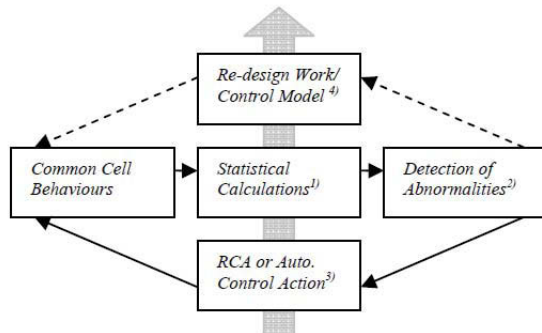 Re-design Work/
Control Model 4)
Common Cell
Behaviours
Statistical
Calculations1)
Detection of
Abnormalities2)
RCA or Auto.
Control Action3)